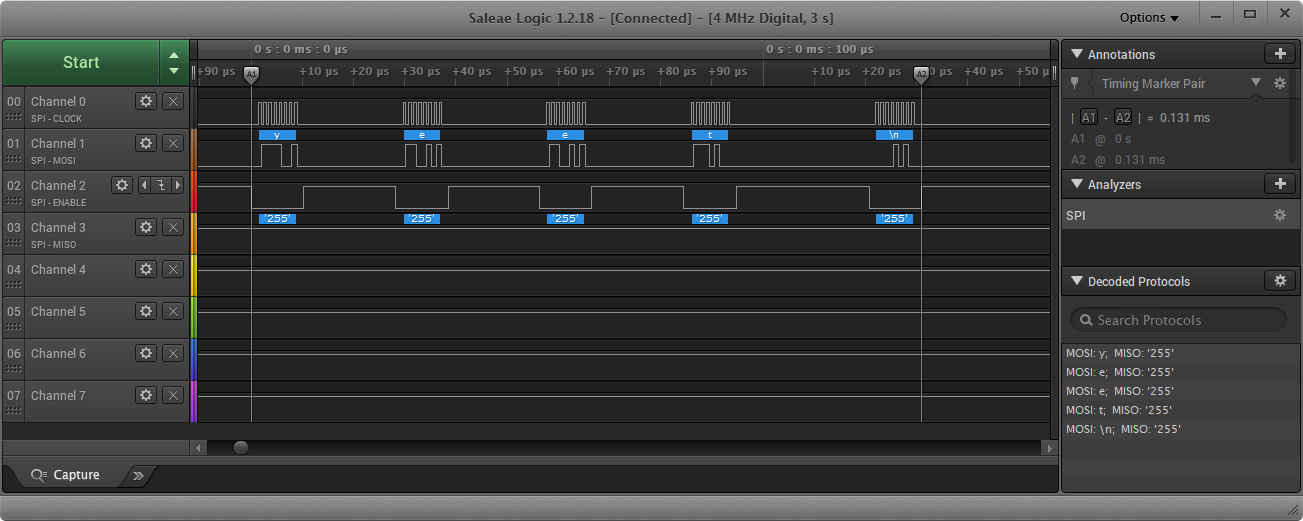 Saleae Logic 1.2.18 - [Connected] - [4 MHz Digital, 3 s]
Options
Start
0 s : 0 ms : 0 µs
0 s : 0 ms : 100 µs
+90 µs +10 µs +20 µs +30 µs +40 µs +50 µs +60 µs +70 µs +80 µs +90 µs +10 µs +20 µs +30 µs +40 µs +50 µ
A1 A2
00 Channel 0
SPI - CLOCK
y e e t \n
01 Channel 1
SPI - MOSI
02 Channel 2
SPI - ENABLE
'255' '255' '255' '255' '255'
03 Channel 3
SPI - MISO
04 Channel 4
05 Channel 5
06 Channel 6
07 Channel 7
Capture
Annotations
Timing Marker Pair
| A1 - A2 | = 0.131 ms
A1 @ 0 s
A2 @ 0.131 ms
Analyzers
SPI
Decoded Protocols
Search Protocols
MOSI: y; MISO: '255'
MOSI: e; MISO: '255'
MOSI: e; MISO: '255'
MOSI: t; MISO: '255'
MOSI: \n; MISO: '255'